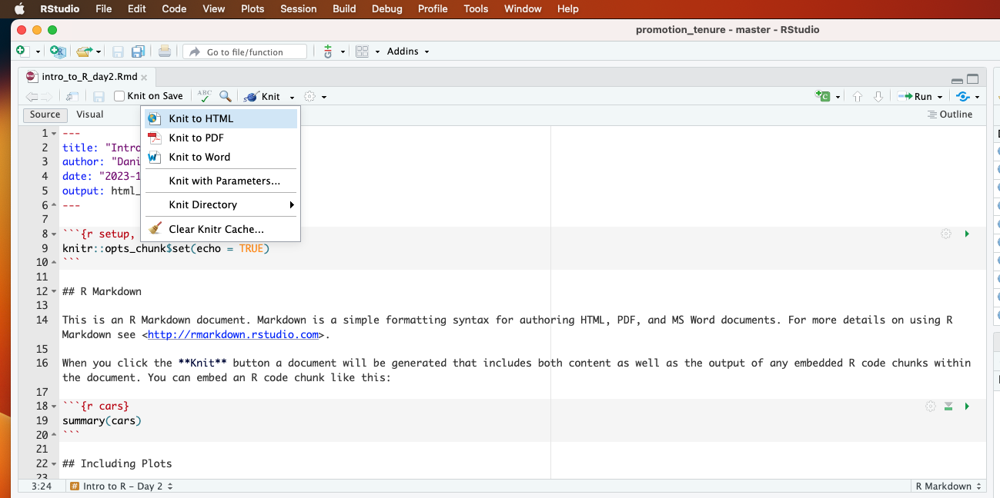 RStudio File Edit Code View Plots Session Build Debug Profile Tools Window Help
promotion_tenure - master - RStudio
Go to file/function Addins
intro_to_R_day2.Rmd
Knit on Save ABC Knit Run
Source Visual Outline
Knit to HTML
Knit to PDF
Knit to Word
Knit with Parameters...
Knit Directory
Clear Knitr Cache...
1 ---
2 title: "Intro
3 author: "Dani
4 date: "2023-1
5 output: html_
6 ---
7
8 ```{r setup,
9 knitr::opts_chunk$set(echo = TRUE)
10 ```
11
12 ## R Markdown
13
14 This is an R Markdown document. Markdown is a simple formatting syntax for authoring HTML, PDF, and MS Word documents. For more details on using R
Markdown see <http://rmarkdown.rstudio.com>.
15
16 When you click the **Knit** button a document will be generated that includes both content as well as the output of any embedded R code chunks within
the document. You can embed an R code chunk like this:
17
18 ```{r cars}
19 summary(cars)
20 ```
21
22 ## Including Plots
23
3:24 # Intro to R - Day 2 R Markdown